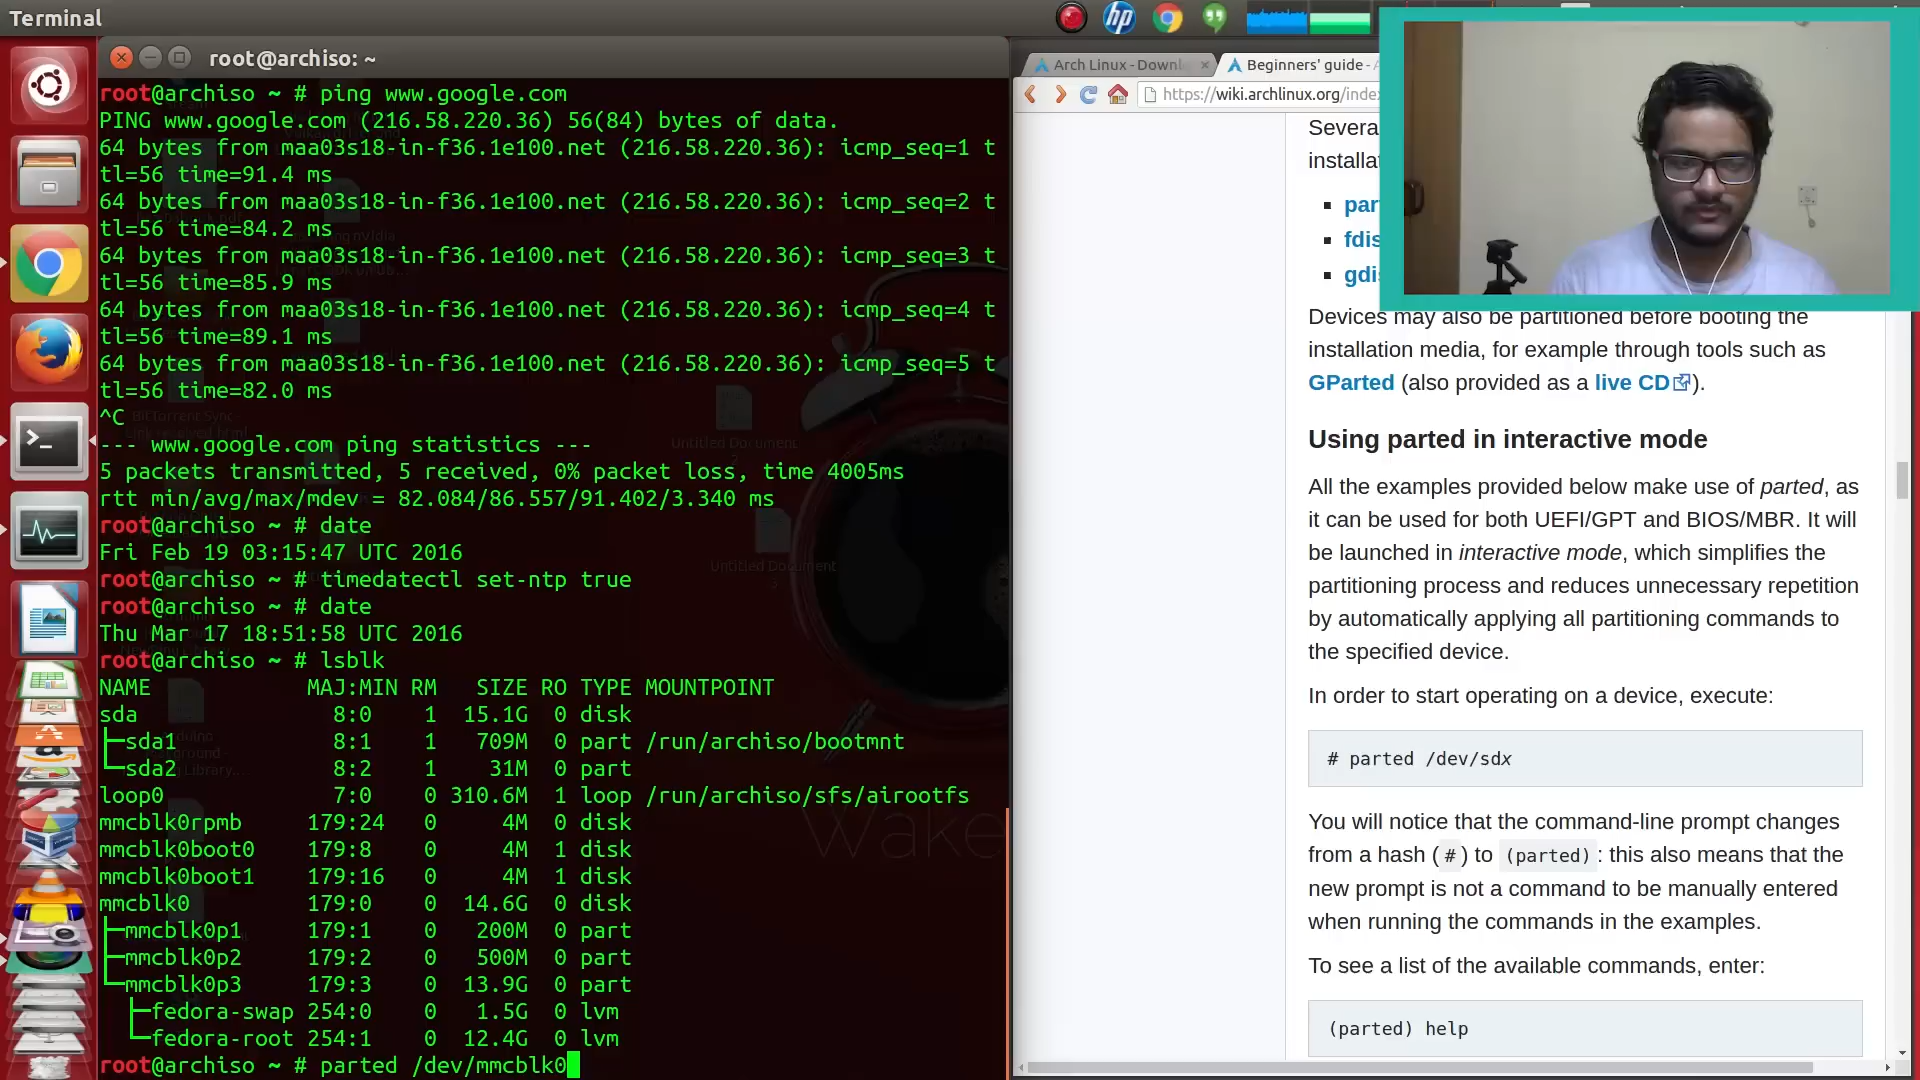 Terminal
root@archiso: ~
root@archiso ~ # ping www.google.com
PING www.google.com (216.58.220.36) 56(84) bytes of data.
64 bytes from maa03s18-in-f36.1e100.net (216.58.220.36): icmp_seq=1 t
tl=56 time=91.4 ms
64 bytes from maa03s18-in-f36.1e100.net (216.58.220.36): icmp_seq=2 t
tl=56 time=84.2 ms
64 bytes from maa03s18-in-f36.1e100.net (216.58.220.36): icmp_seq=3 t
tl=56 time=85.9 ms
64 bytes from maa03s18-in-f36.1e100.net (216.58.220.36): icmp_seq=4 t
tl=56 time=89.1 ms
64 bytes from maa03s18-in-f36.1e100.net (216.58.220.36): icmp_seq=5 t
tl=56 time=82.0 ms
^C
--- www.google.com ping statistics ---
5 packets transmitted, 5 received, 0% packet loss, time 4005ms
rtt min/avg/max/mdev = 82.084/86.557/91.402/3.340 ms
root@archiso ~ # date
Fri Feb 19 03:15:47 UTC 2016
root@archiso ~ # timedatectl set-ntp true
root@archiso ~ # date
Thu Mar 17 18:51:58 UTC 2016
root@archiso ~ # lsblk
NAME MAJ:MIN RM SIZE RO TYPE MOUNTPOINT
sda 8:0 1 15.1G 0 disk
├─sda1 8:1 1 709M 0 part /run/archiso/bootmnt
└─sda2 8:2 1 31M 0 part
loop0 7:0 0 310.6M 1 loop /run/archiso/sfs/airootfs
mmcblk0rpmb 179:24 0 4M 0 disk
mmcblk0boot0 179:8 0 4M 1 disk
mmcblk0boot1 179:16 0 4M 1 disk
mmcblk0 179:0 0 14.6G 0 disk
├─mmcblk0p1 179:1 0 200M 0 part
├─mmcblk0p2 179:2 0 500M 0 part
└─mmcblk0p3 179:3 0 13.9G 0 part
├─fedora-swap 254:0 0 1.5G 0 lvm
└─fedora-root 254:1 0 12.4G 0 lvm
root@archiso ~ # parted /dev/mmcblk0
Untitled Document
2
Untitled Document
3
Wake
hp
Arch Linux - Downl
Beginners' guide -
https://wiki.archlinux.org/inde
Severa
installa
par
fdis
gdi
Devices may also be partitioned before booting the
installation media, for example through tools such as
GParted (also provided as a live CD).
Using parted in interactive mode
All the examples provided below make use of parted, as
it can be used for both UEFI/GPT and BIOS/MBR. It will
be launched in interactive mode, which simplifies the
partitioning process and reduces unnecessary repetition
by automatically applying all partitioning commands to
the specified device.
In order to start operating on a device, execute:
# parted /dev/sdx
You will notice that the command-line prompt changes
from a hash (#) to (parted): this also means that the
new prompt is not a command to be manually entered
when running the commands in the examples.
To see a list of the available commands, enter:
(parted) help